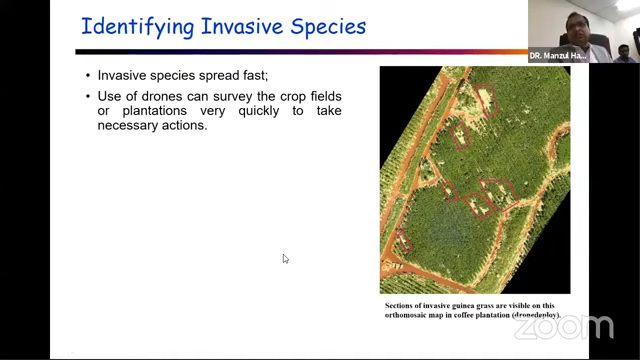 Identifying Invasive Species
DR. Manzul Ha...
• Invasive species spread fast;
• Use of drones can survey the crop fields
or plantations very quickly to take
necessary actions.
Sections of invasive guinea grass are visible on this
orthomosaic map in coffee plantation (dronedeploy).
zoom